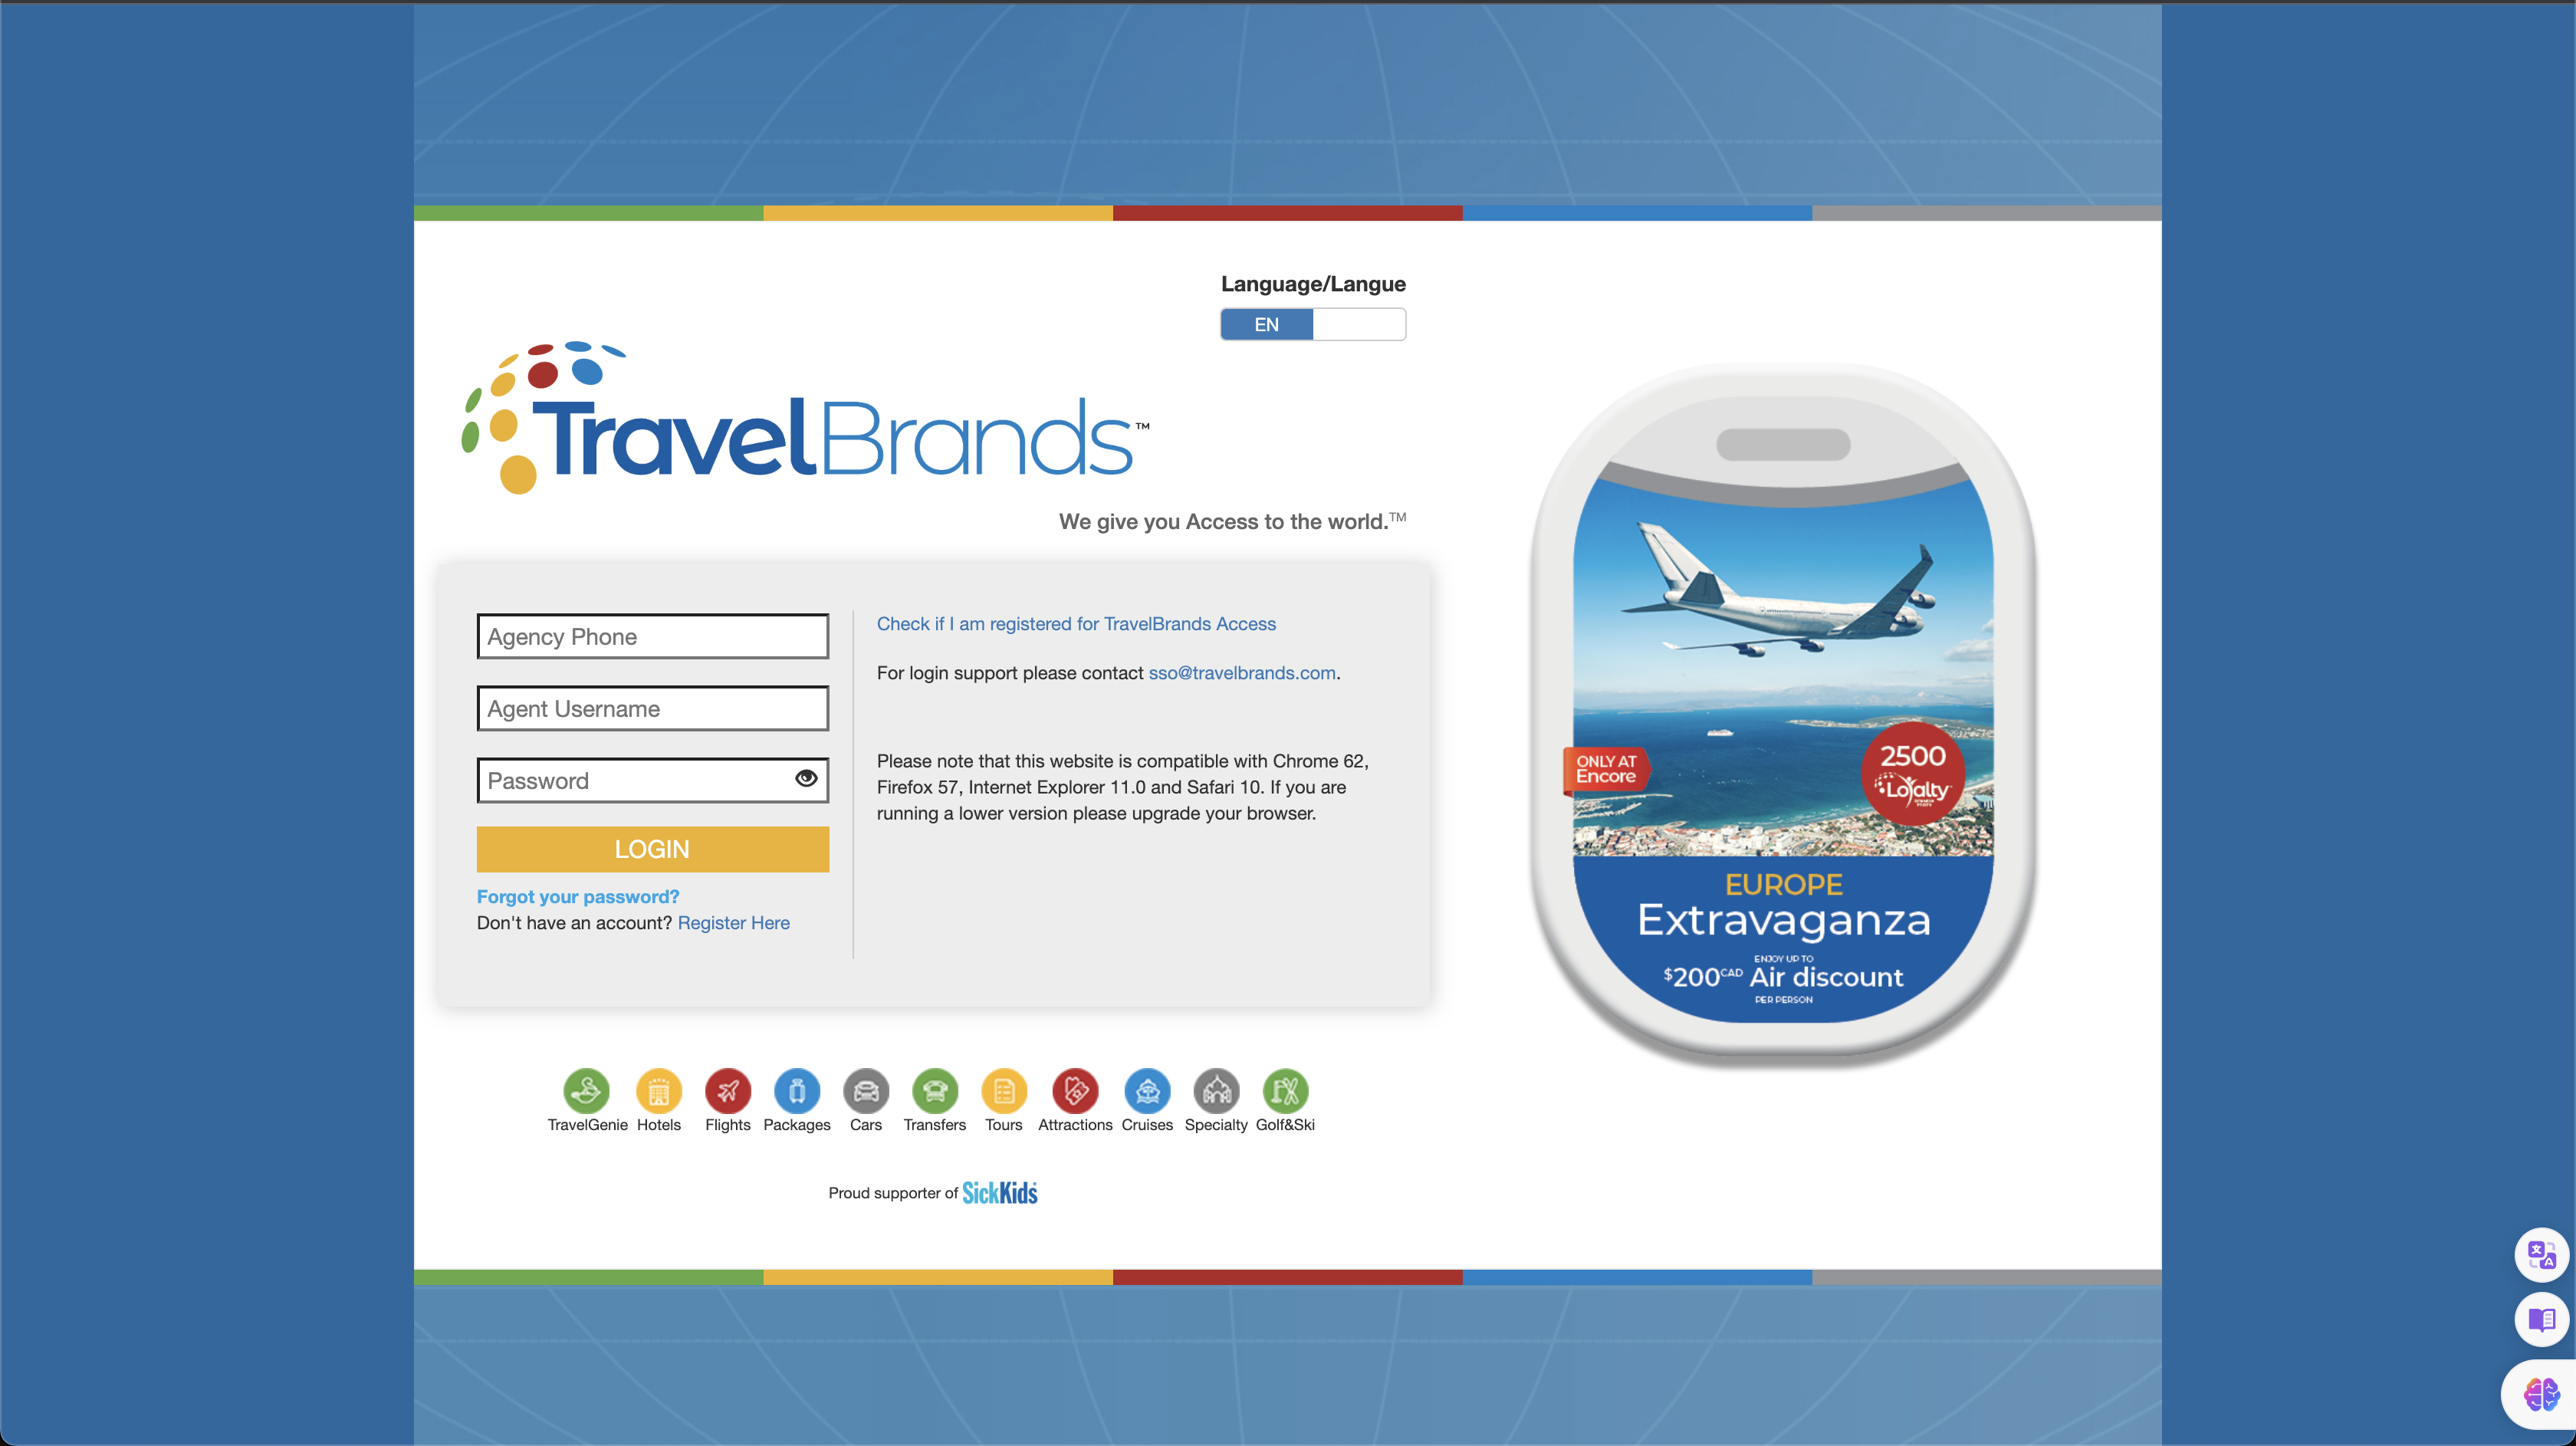 Language/Langue
EN
TravelBrands™
We give you Access to the world.TM
Agency Phone
Agent Username
Password
LOGIN
Forgot your password?
Don't have an account? Register Here
Check if I am registered for TravelBrands Access
For login support please contact sso@travelbrands.com.
Please note that this website is compatible with Chrome 62,
Firefox 57, Internet Explorer 11.0 and Safari 10. If you are
running a lower version please upgrade your browser.
ONLY AT
Encore
2500
Loyalty
EUROPE
Extravaganza
ENJOY UP TO
$200CAD Air discount
PER PERSON
TravelGenie Hotels Flights Packages Cars Transfers Tours Attractions Cruises Specialty Golf&Ski
Proud supporter of SickKids